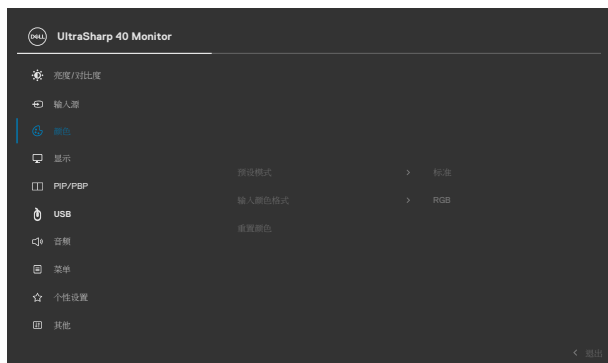 DELL UltraSharp 40 Monitor
亮度/对比度
输入源
颜色
显示
预设模式 > 标准
PIP/PBP
输入颜色格式 > RGB
USB
重置颜色
音频
菜单
个性设置
其他
< 退出